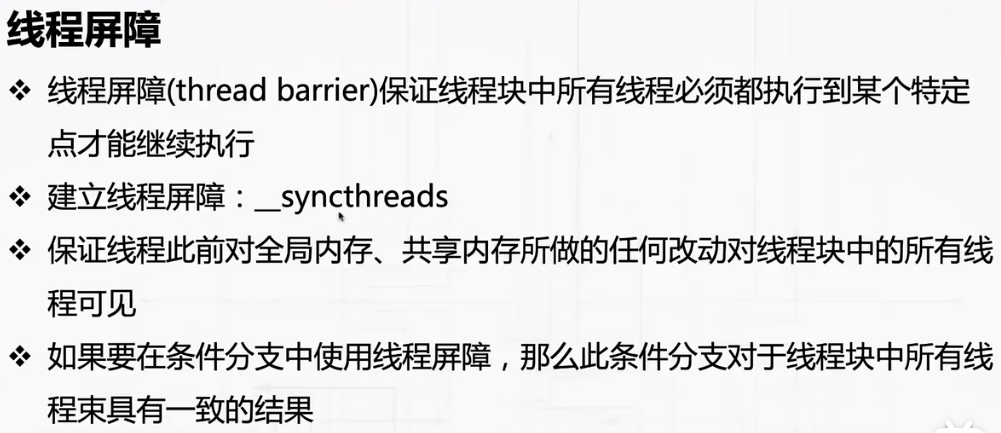 线程屏障
❖ 线程屏障(thread barrier)保证线程块中所有线程必须都执行到某个特定
点才能继续执行
❖ 建立线程屏障：__syncthreads
❖ 保证线程此前对全局内存、共享内存所做的任何改动对线程块中的所有线
程可见
❖ 如果要在条件分支中使用线程屏障，那么此条件分支对于线程块中所有线
程束具有一致的结果